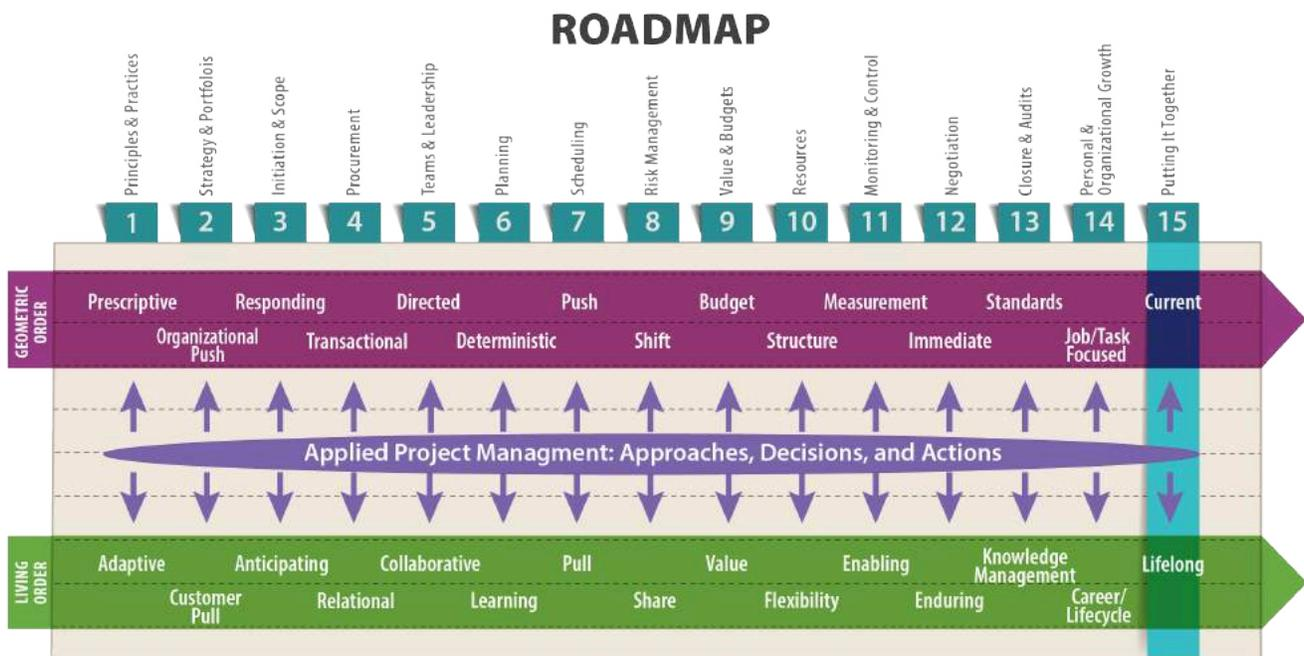 ROADMAP
Principles & Practices
Strategy & Portfolois
Initiation & Scope
Procurement
Teams & Leadership
Planning
Scheduling
Risk Management
Value & Budgets
Resources
Monitoring & Control
Negotiation
Closure & Audits
Personal &
Organizational Growth
Putting It Together
1 2 3 4 5 6 7 8 9 10 11 12 13 14 15
GEOMETRIC
ORDER
Prescriptive Responding Directed Push Budget Measurement Standards Current
Organizational
Push
Transactional Deterministic Shift Structure Immediate
Job/Task
Focused
Applied Project Managment: Approaches, Decisions, and Actions
LIVING
ORDER
Adaptive Anticipating Collaborative Pull Value Enabling
Knowledge
Management
Lifelong
Customer
Pull
Relational Learning Share Flexibility Enduring
Career/
Lifecycle